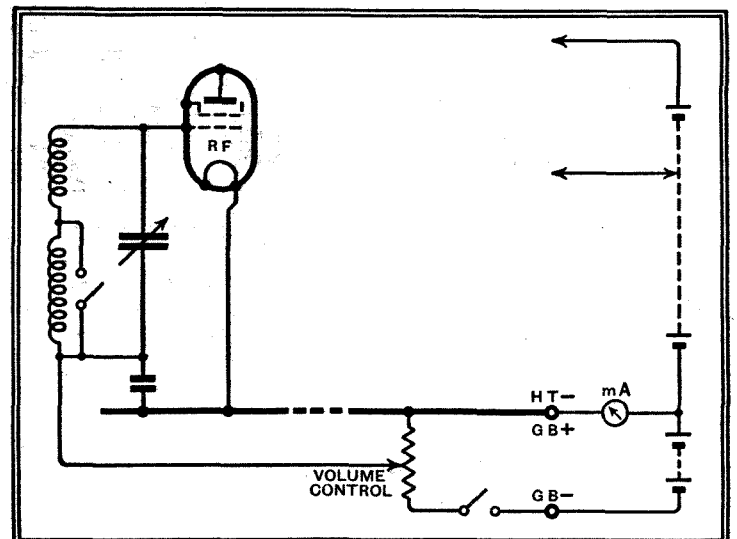 RF
HT− mA
GB+
VOLUME
CONTROL
GB−